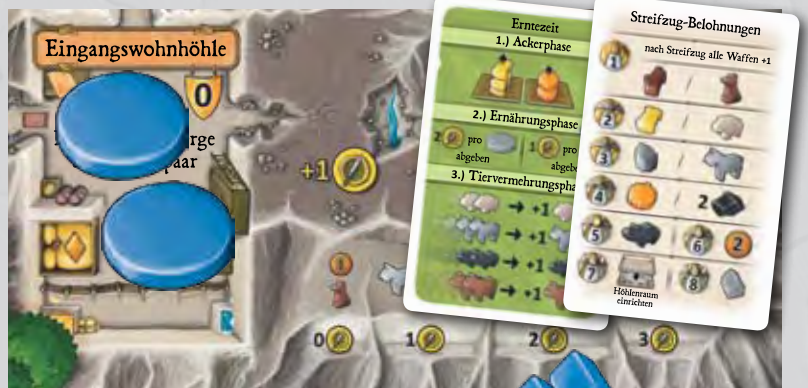 Eingangswohnhöhle
0
rge
paar
+1
1
0
1
2
3
Erntezeit
1.) Ackerphase
2.) Ernährungsphase
2 pro
abgeben
1 pro
abgebe
3.) Tiervermehrungspha
+1
+1
+1
+1
Streifzug-Belohnungen
nach Streifzug alle Waffen +1
1 /
2 /
3 /
4 / 2
5 / 6 2
7 / 8
Höhlenraum
einrichten